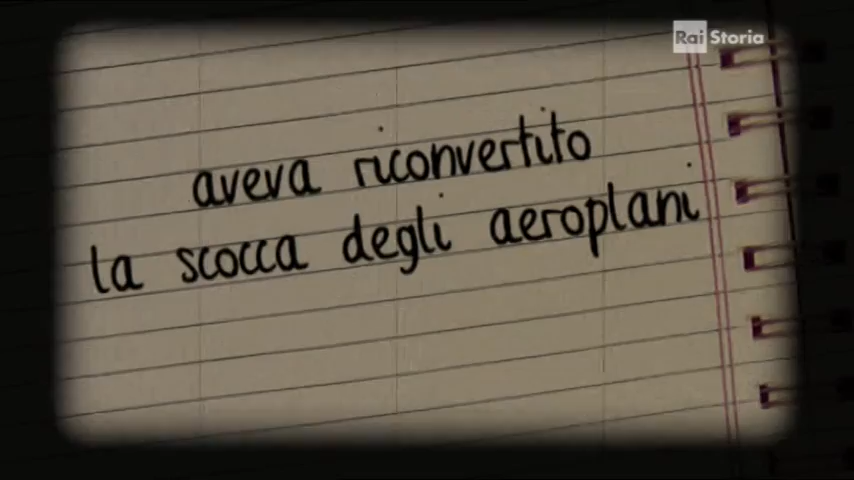 Rai Storia
aveva riconvertito
la scocca degli aeroplani